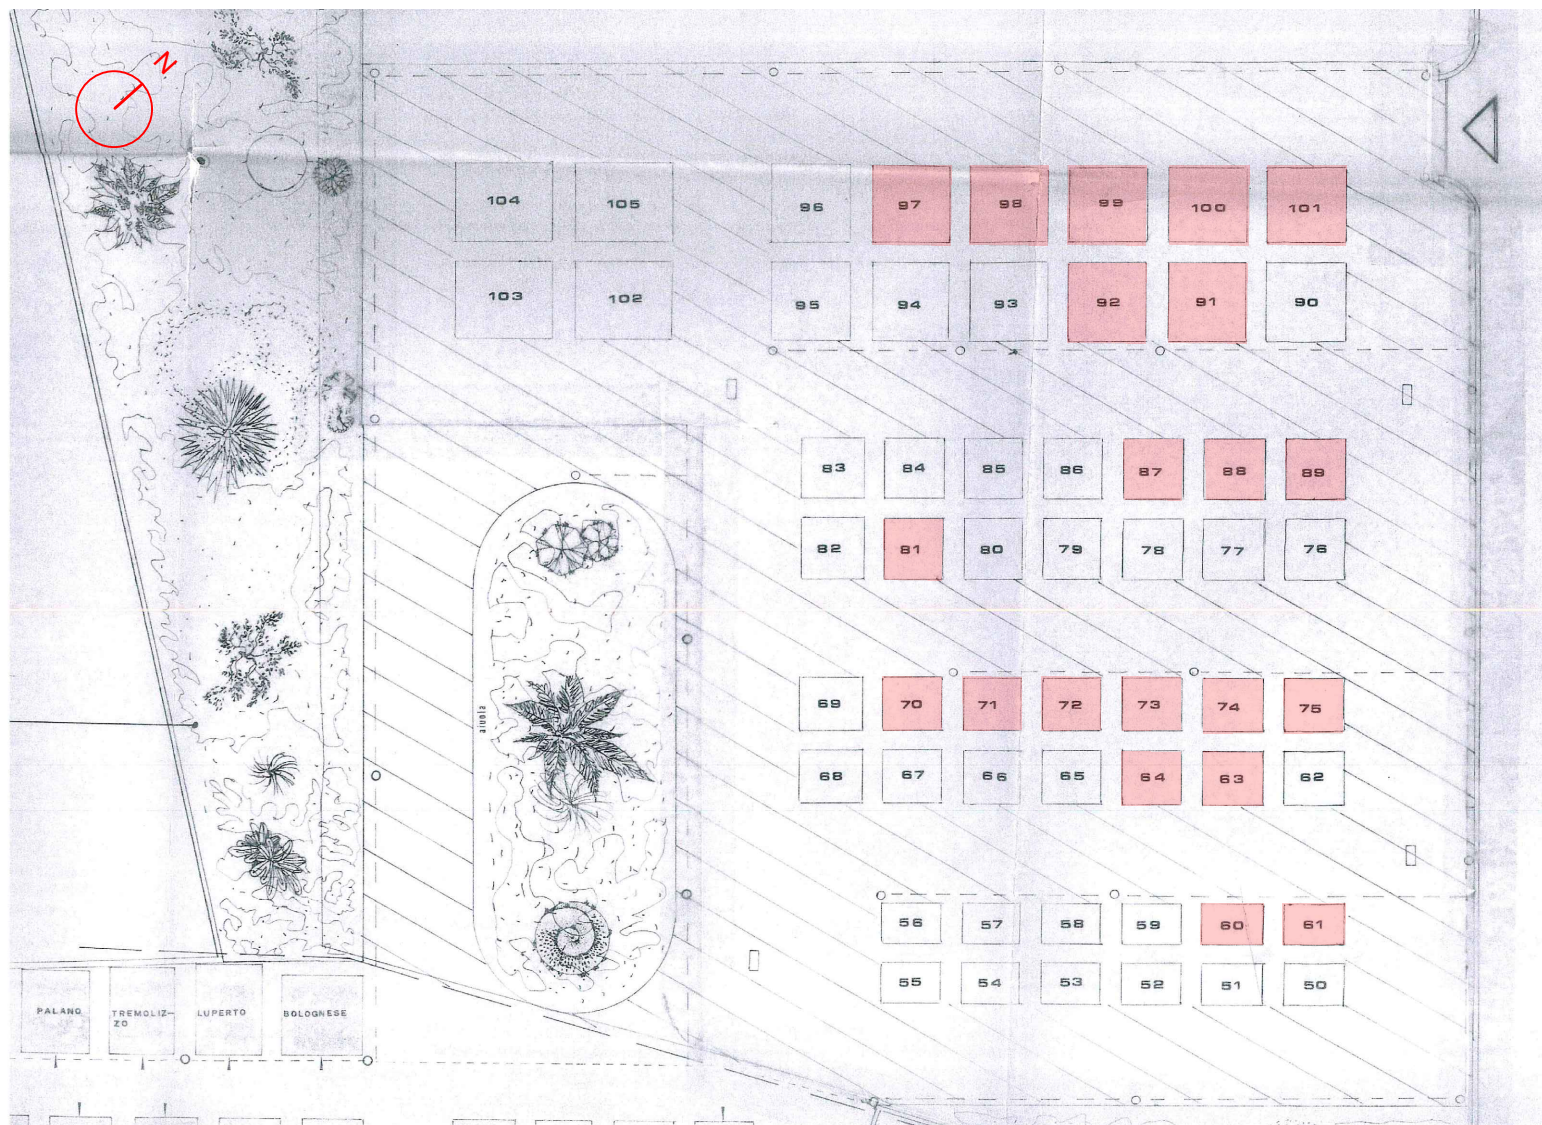 N
104 105 96 97 98 99 100 101
103 102 95 94 93 92 91 90
83 84 85 86 87 88 89
82 81 80 79 78 77 76
69 70 71 72 73 74 75
aiuola
68 67 66 65 64 63 62
56 57 58 59 60 61
55 54 53 52 51 50
PALANO TREMOLIZ-
ZO LUPERTO BOLOGNESE